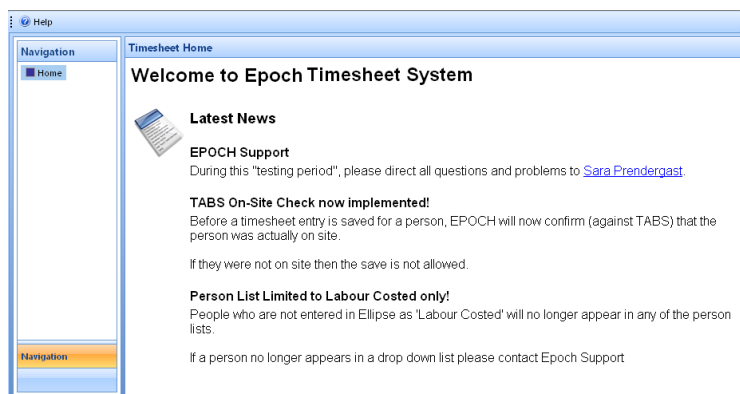 Help
Navigation
Timesheet Home
Home
Welcome to Epoch Timesheet System
Latest News
EPOCH Support
During this "testing period", please direct all questions and problems to Sara Prendergast.
TABS On-Site Check now implemented!
Before a timesheet entry is saved for a person, EPOCH will now confirm (against TABS) that the
person was actually on site.
If they were not on site then the save is not allowed.
Person List Limited to Labour Costed only!
People who are not entered in Ellipse as 'Labour Costed' will no longer appear in any of the person
lists.
If a person no longer appears in a drop down list please contact Epoch Support
Navigation